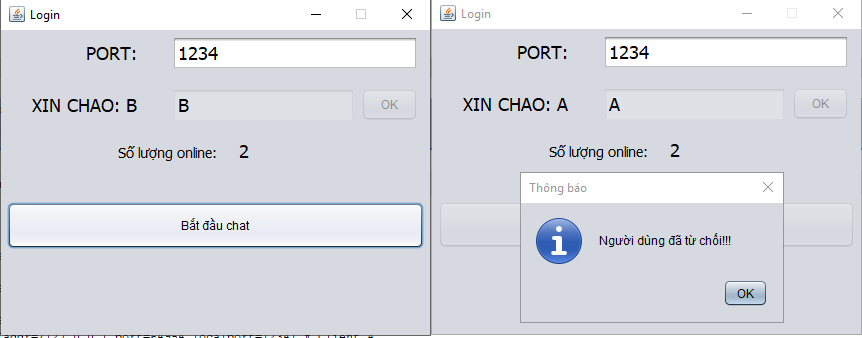 Login
PORT: 1234
XIN CHAO: B B OK
Số lượng online: 2
Bắt đầu chat
Login
PORT: 1234
XIN CHAO: A A OK
Số lượng online: 2
Thông báo
Người dùng đã từ chối!!!
OK